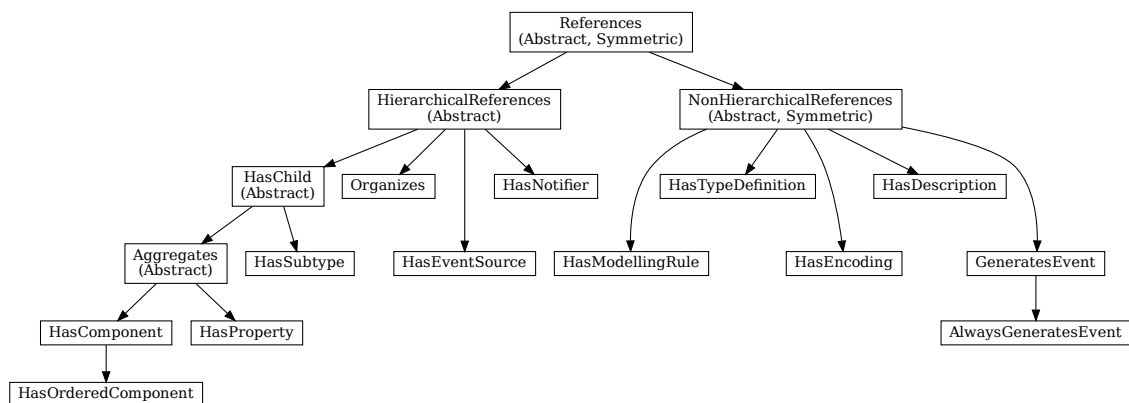 References
(Abstract, Symmetric)
HierarchicalReferences
(Abstract)
NonHierarchicalReferences
(Abstract, Symmetric)
HasChild
(Abstract)
Organizes
HasNotifier
HasTypeDefinition
HasDescription
Aggregates
(Abstract)
HasSubtype
HasEventSource
HasModellingRule
HasEncoding
GeneratesEvent
HasComponent
HasProperty
AlwaysGeneratesEvent
HasOrderedComponent